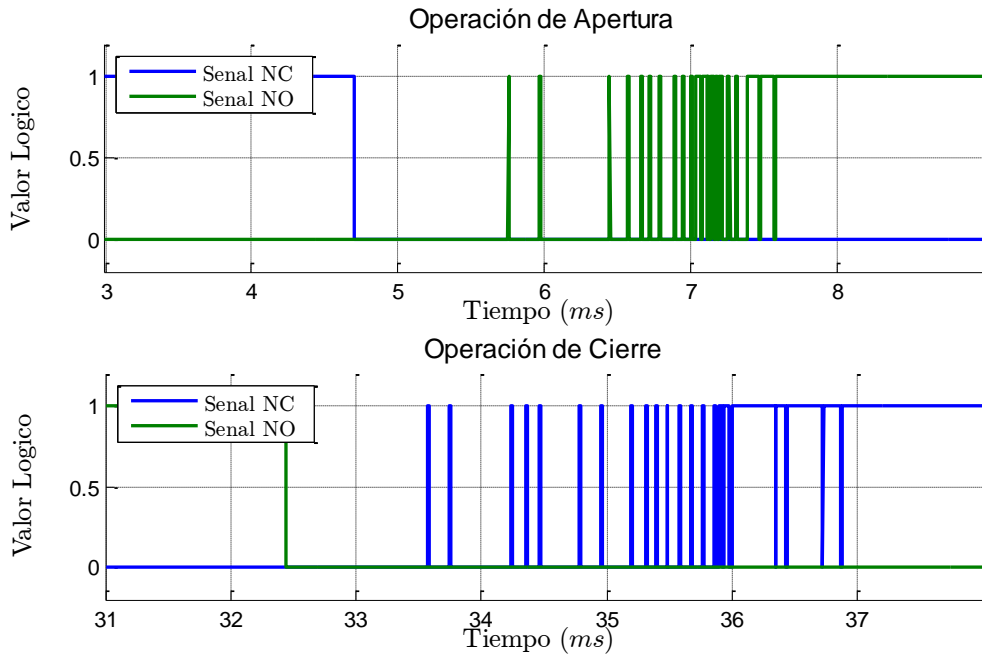 Operación de Apertura
Valor Logico
1
0.5
0
Senal NC
Senal NO
3 4 5 6 7 8
Tiempo (ms)
Operación de Cierre
Valor Logico
1
0.5
0
Senal NC
Senal NO
31 32 33 34 35 36 37
Tiempo (ms)